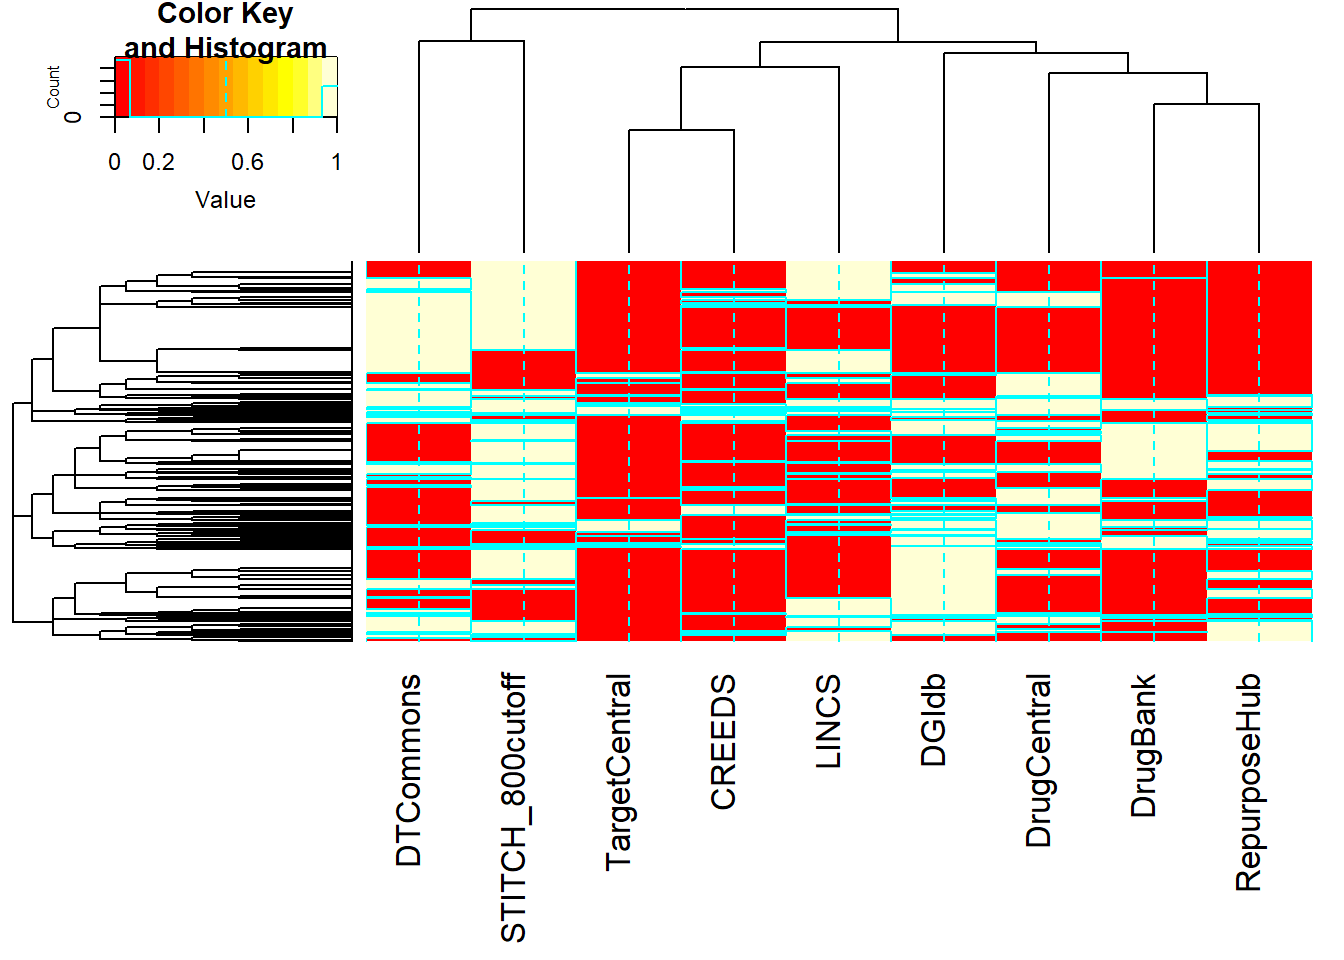 Color Key
and Histogram
Count
0
0 0.2 0.6 1
Value
DTCommons
STITCH_800cutoff
TargetCentral
CREEDS
LINCS
DGIdb
DrugCentral
DrugBank
RepurposeHub